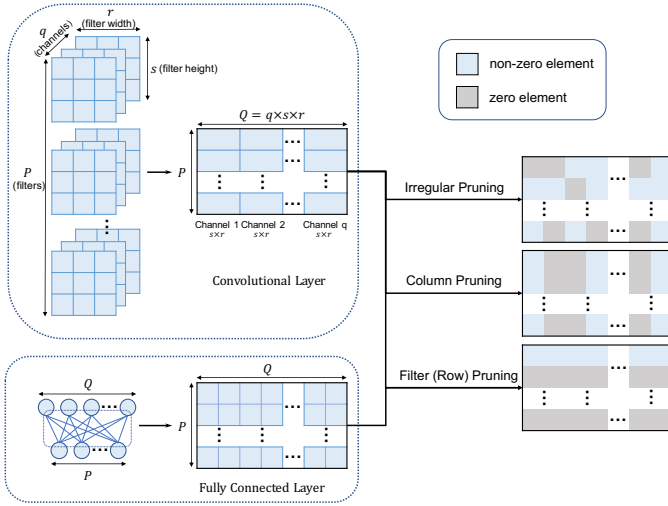 q
(channels)
r
(filter width)
s (filter height)
P
(filters)
Q = q×s×r
P
Channel 1
s×r
Channel 2
s×r
Channel q
s×r
Convolutional Layer
non-zero element
zero element
Irregular Pruning
Column Pruning
Filter (Row) Pruning
Q
P
Q
P
Fully Connected Layer